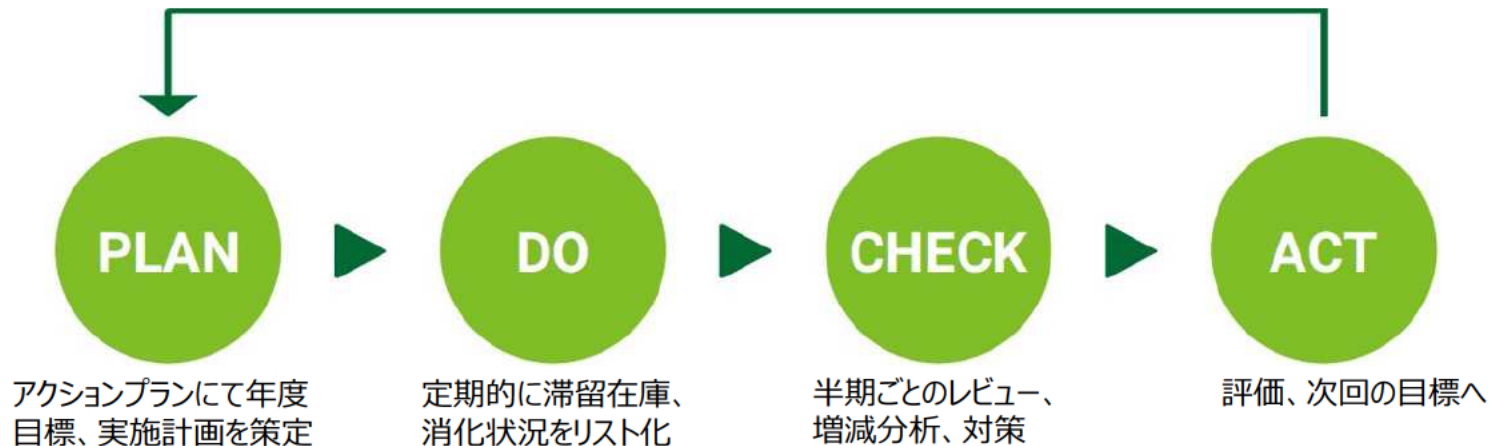 PLAN
DO
CHECK
ACT
アクションプランにて年度
目標、実施計画を策定
定期的に滞留在庫、
消化状況をリスト化
半期ごとのレビュー、
増減分析、対策
評価、次回の目標へ